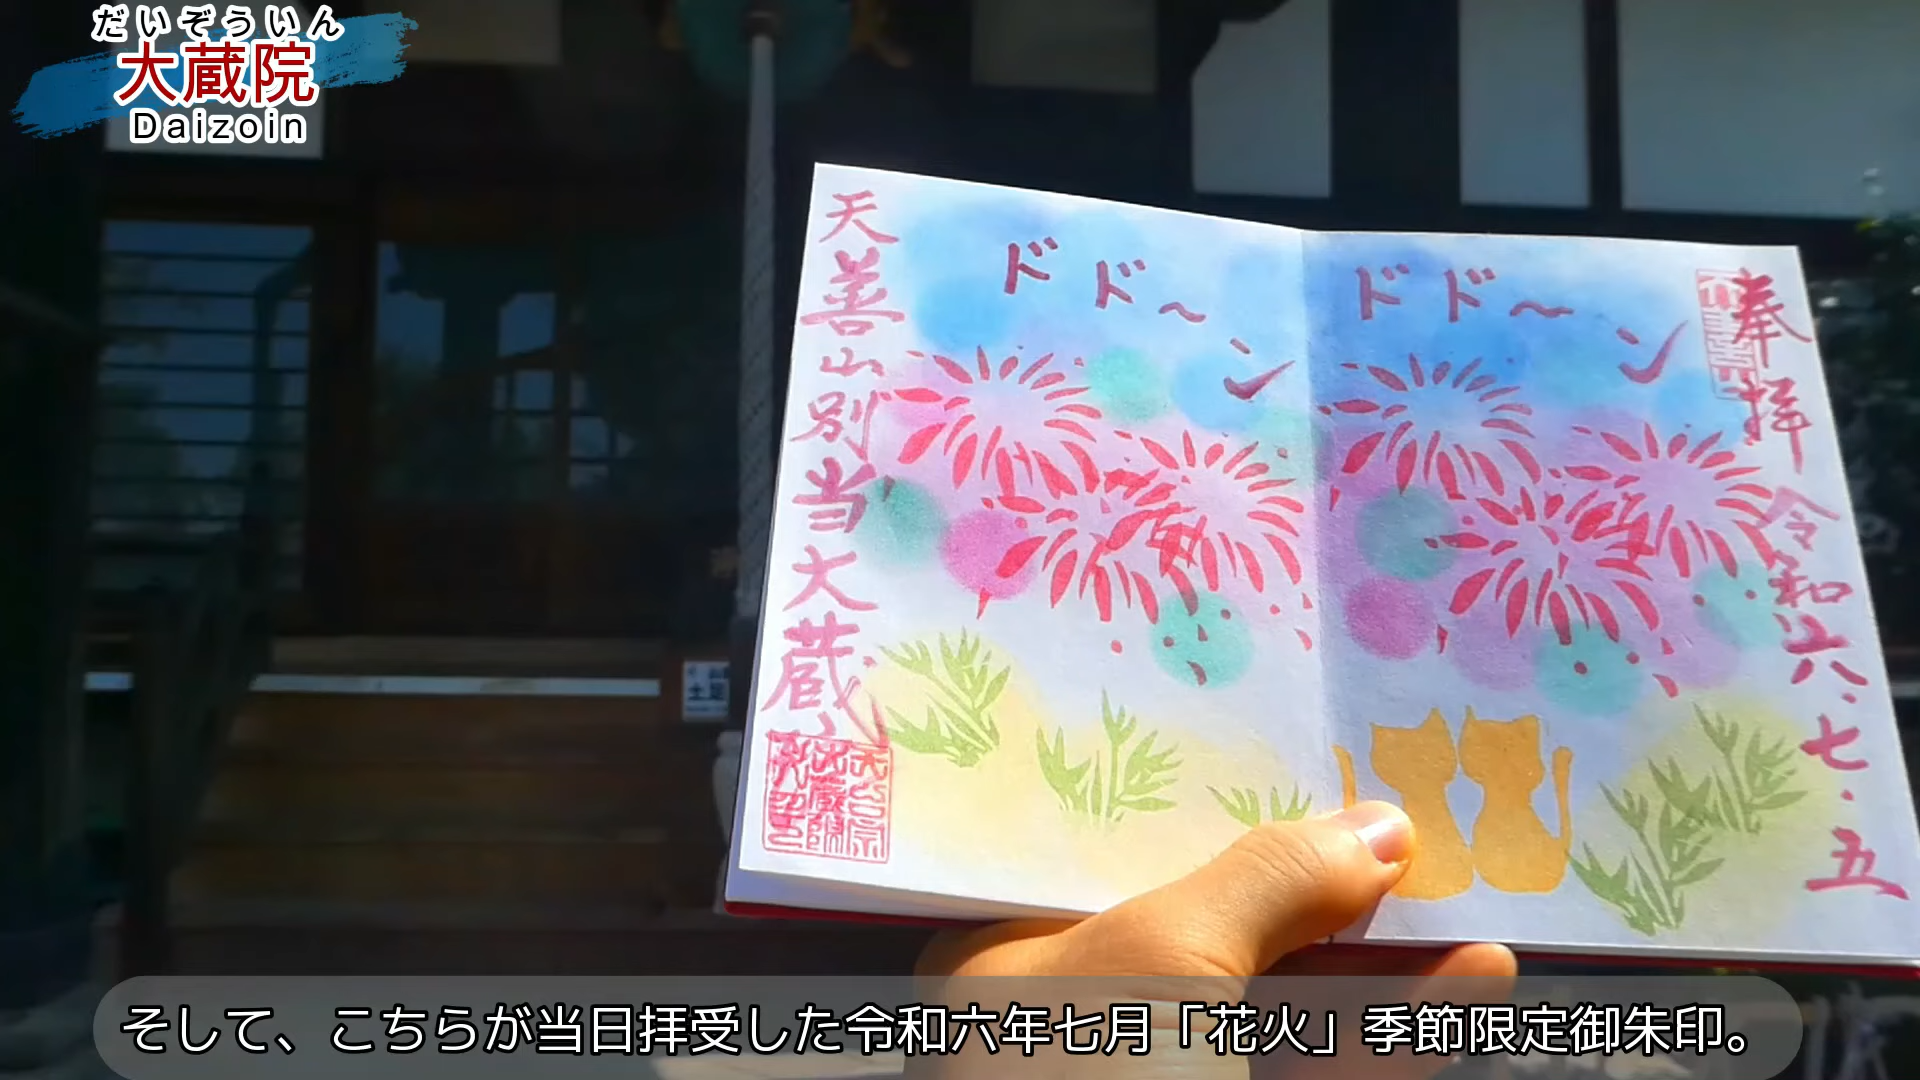 だいぞういん
大蔵院
Daizoin
奉拝
令和六.七.五
ドド〜ン
ドド〜ン
天善山別当大蔵
土足
そして、こちらが当日拝受した令和六年七月「花火」季節限定御朱印。